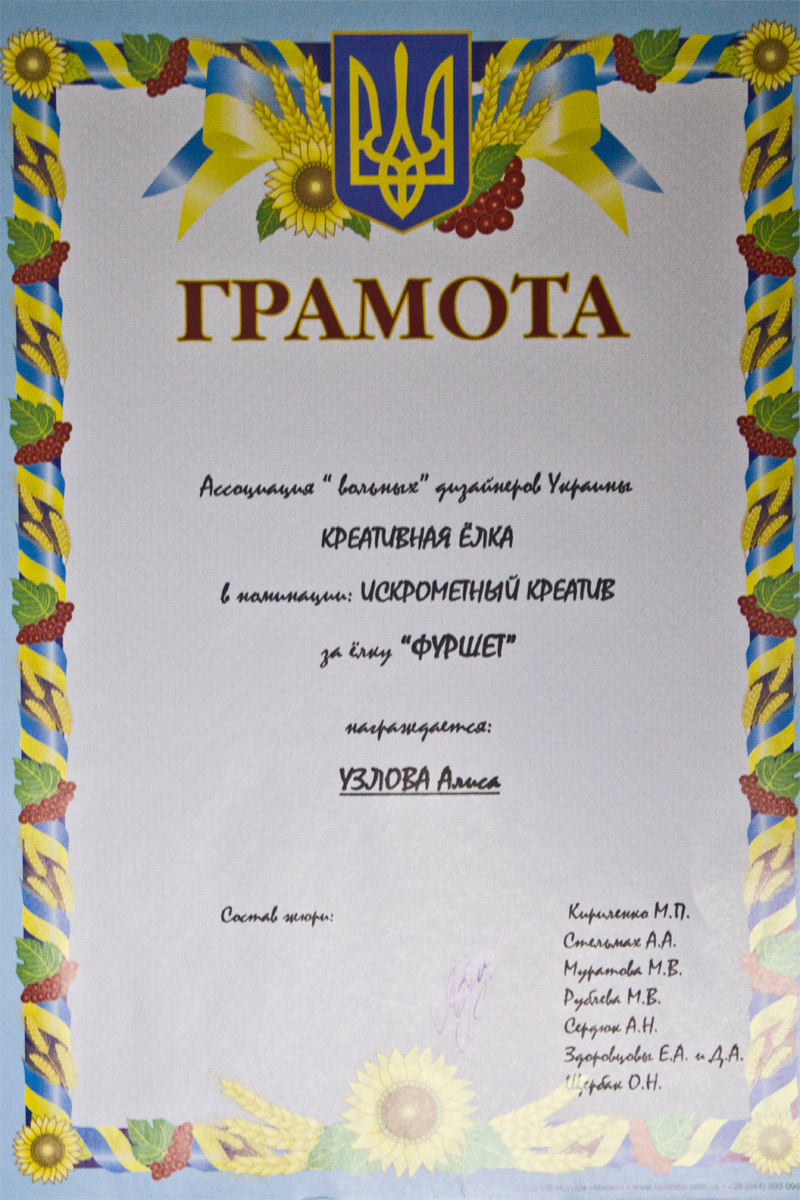 ГРАМОТА
Ассоциация “ вольных” дизайнеров Украины
КРЕАТИВНАЯ ЁЛКА
в номинации: ИСКРОМЕТНЫЙ КРЕАТИВ
за ёлку “ФУРШЕТ”
награждается:
УЗЛОВА Алиса
Состав жюри:
Кириленко М.П.
Стельмах А.А.
Муратова М.В.
Рублева М.В.
Сердюк А.Н.
Здоровцовы Е.А. и Д.А.
Щербак О.Н.